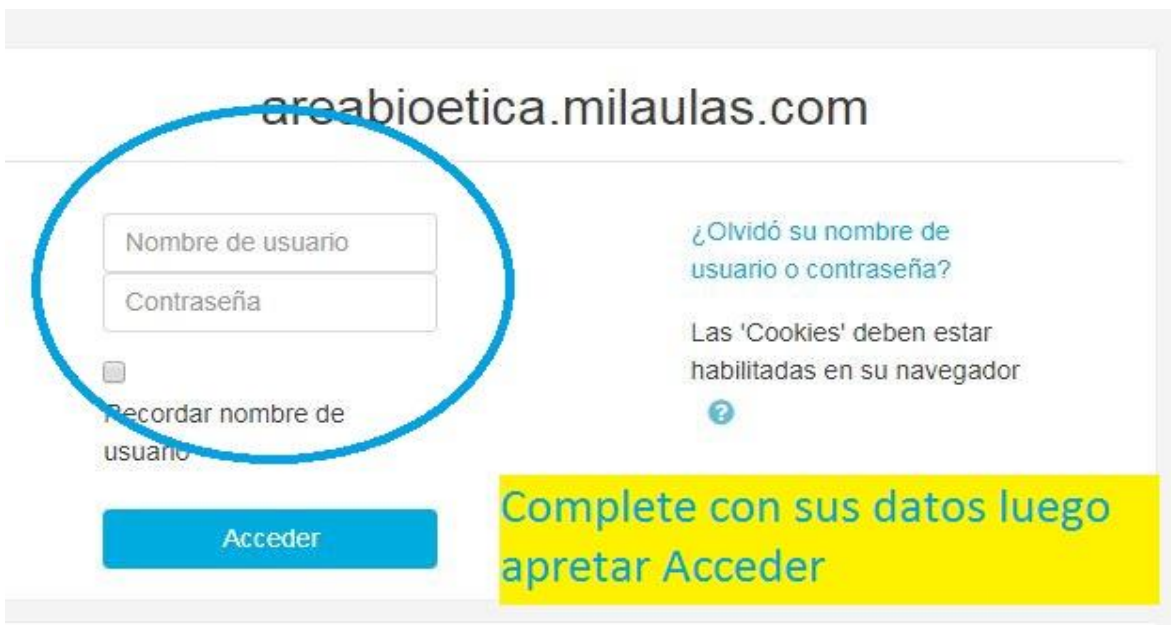 areabioetica.milaulas.com
Nombre de usuario
Contraseña
Recordar nombre de
usuario
Acceder
¿Olvidó su nombre de
usuario o contraseña?
Las 'Cookies' deben estar
habilitadas en su navegador
?
Complete con sus datos luego
apretar Acceder